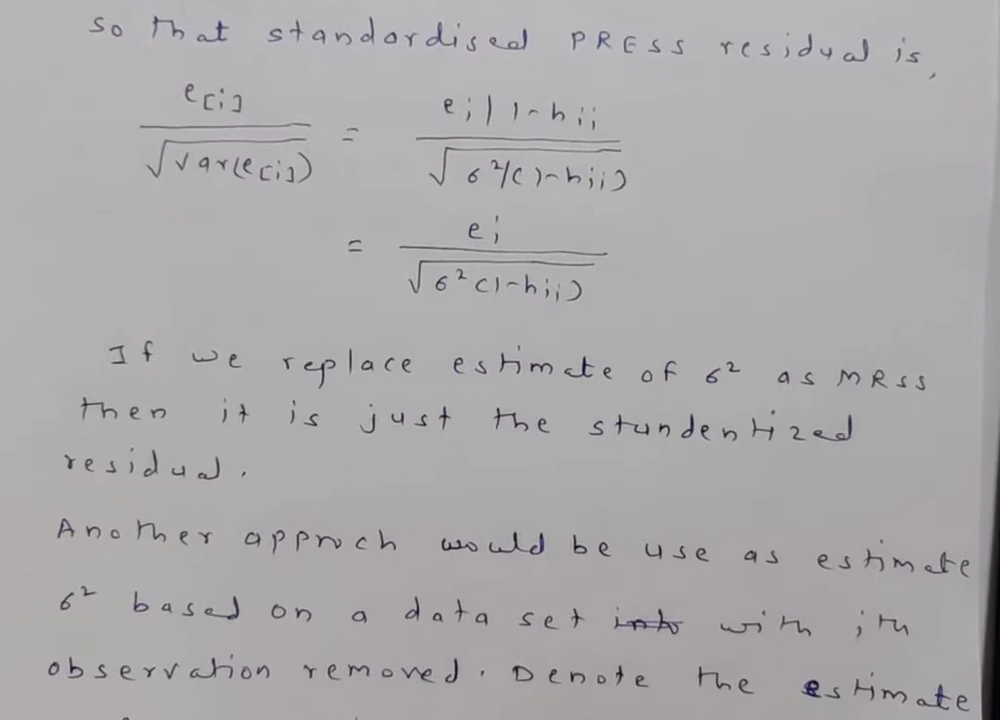 so that standardised PRESS residual is,
e[i] / √var(e[i]) = ei/1-hii / √σ²/(1-hii)
= ei / √σ²(1-hii)
If we replace estimate of σ² as MRSS
then it is just the stundentized
residual.
Another apprroch would be use as estimate
σ² based on a data set with ith
observation removed. Denote the estimate